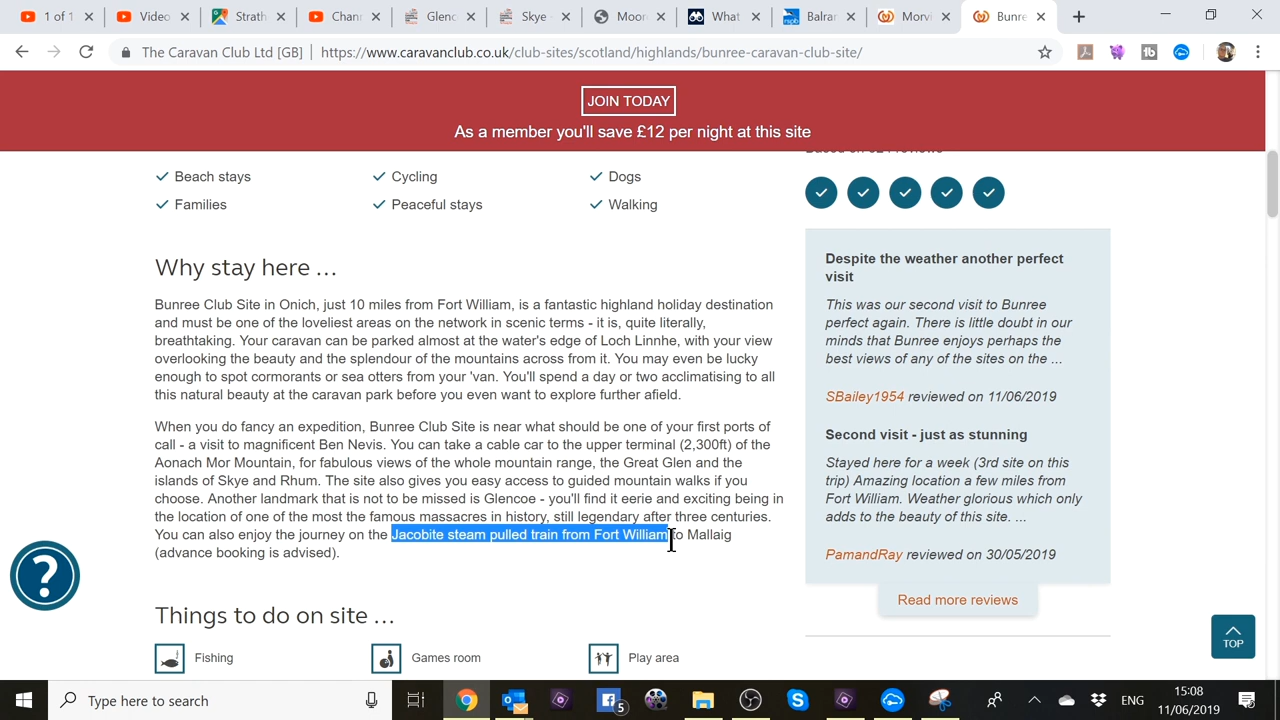 1 of 1
Video
Strath
Chann
Glenc
Skye -
Moor
What
Balran
Morvi
Bunre
The Caravan Club Ltd [GB] | https://www.caravanclub.co.uk/club-sites/scotland/highlands/bunree-caravan-club-site/
JOIN TODAY
As a member you'll save £12 per night at this site
Beach stays
Cycling
Dogs
Families
Peaceful stays
Walking
Why stay here ...
Bunree Club Site in Onich, just 10 miles from Fort William, is a fantastic highland holiday destination
and must be one of the loveliest areas on the network in scenic terms - it is, quite literally,
breathtaking. Your caravan can be parked almost at the water's edge of Loch Linnhe, with your view
overlooking the beauty and the splendour of the mountains across from it. You may even be lucky
enough to spot cormorants or sea otters from your 'van. You'll spend a day or two acclimatising to all
this natural beauty at the caravan park before you even want to explore further afield.
When you do fancy an expedition, Bunree Club Site is near what should be one of your first ports of
call - a visit to magnificent Ben Nevis. You can take a cable car to the upper terminal (2,300ft) of the
Aonach Mor Mountain, for fabulous views of the whole mountain range, the Great Glen and the
islands of Skye and Rhum. The site also gives you easy access to guided mountain walks if you
choose. Another landmark that is not to be missed is Glencoe - you'll find it eerie and exciting being in
the location of one of the most the famous massacres in history, still legendary after three centuries.
You can also enjoy the journey on the Jacobite steam pulled train from Fort William to Mallaig
(advance booking is advised).
Things to do on site ...
Fishing
Games room
Play area
Despite the weather another perfect
visit
This was our second visit to Bunree
perfect again. There is little doubt in our
minds that Bunree enjoys perhaps the
best views of any of the sites on the ...
SBailey1954 reviewed on 11/06/2019
Second visit - just as stunning
Stayed here for a week (3rd site on this
trip) Amazing location a few miles from
Fort William. Weather glorious which only
adds to the beauty of this site. ...
PamandRay reviewed on 30/05/2019
Read more reviews
TOP
Type here to search
5
ENG
15:08
11/06/2019